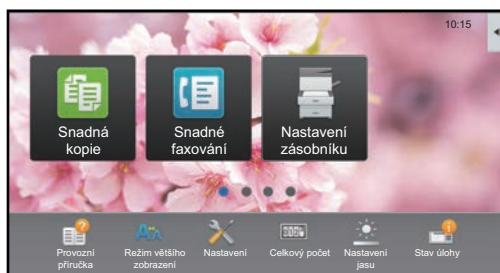 10:15
Snadná
kopie
Snadné
faxování
Nastavení
zásobníku
Provozní
příručka
Režim většího
zobrazení
Nastavení
Celkový počet
Nastavení
jasu
Stav úlohy